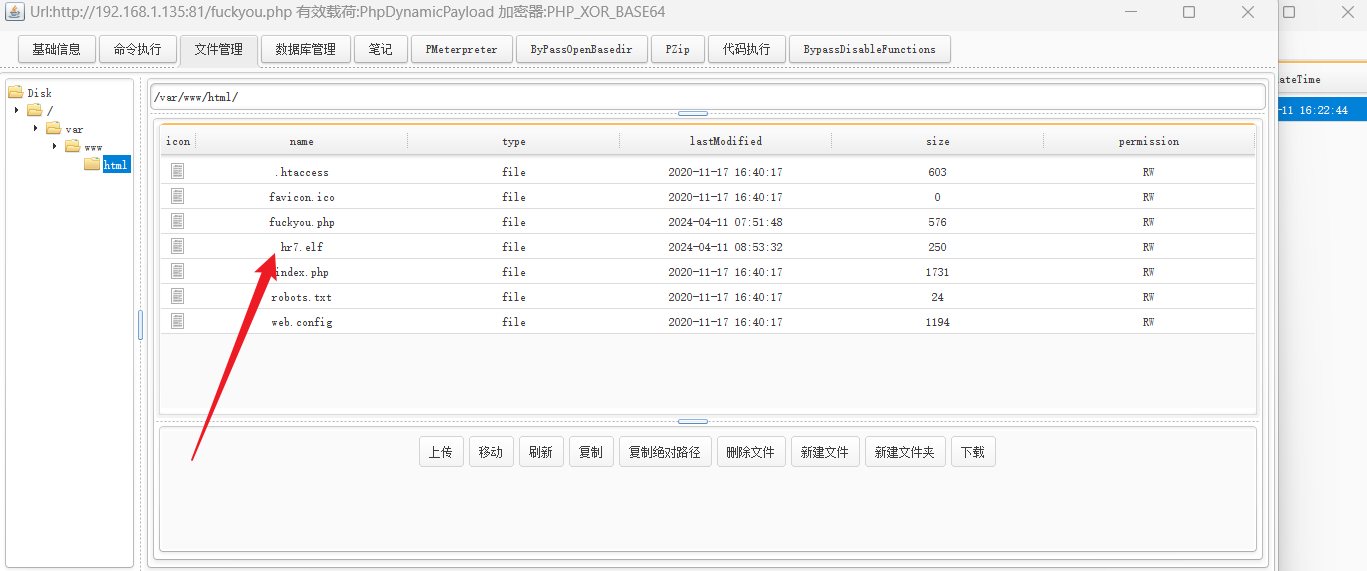 Url:http://192.168.1.135:81/fuckyou.php 有效载荷:PhpDynamicPayload 加密器:PHP_XOR_BASE64
基础信息 命令执行 文件管理 数据库管理 笔记 PMeterpreter ByPassOpenBasedir PZip 代码执行 BypassDisableFunctions
ateTime
-11 16:22:44
Disk
/
var
www
html
/var/www/html/
icon name type lastModified size permission
.htaccess file 2020-11-17 16:40:17 603 RW
favicon.ico file 2020-11-17 16:40:17 0 RW
fuckyou.php file 2024-04-11 07:51:48 576 RW
hr7.elf file 2024-04-11 08:53:32 250 RW
index.php file 2020-11-17 16:40:17 1731 RW
robots.txt file 2020-11-17 16:40:17 24 RW
web.config file 2020-11-17 16:40:17 1194 RW
上传 移动 刷新 复制 复制绝对路径 删除文件 新建文件 新建文件夹 下载